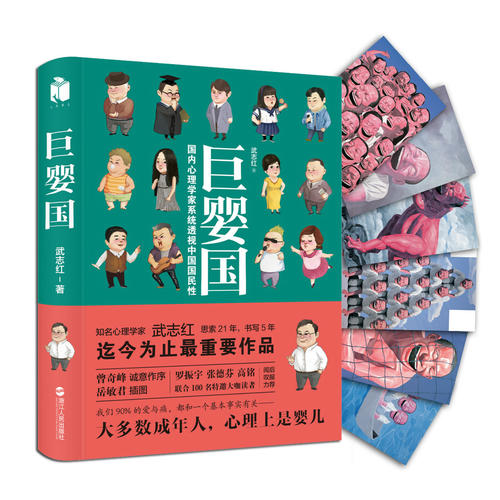 巨婴国
武志红-著
浙江人民出版社
武志红
巨婴国
国内心理学家系统透视中国国民性
知名心理学家 武志红 思索21年,书写5年
迄今为止最重要作品
曾奇峰 诚意作序
岳敏君 插图
罗振宇 张德芬 高铭
联合100名特邀大咖读者
阅后叹服
力荐
我们90%的爱与痛,都和一个基本事实有关——
大多数成年人,心理上是婴儿